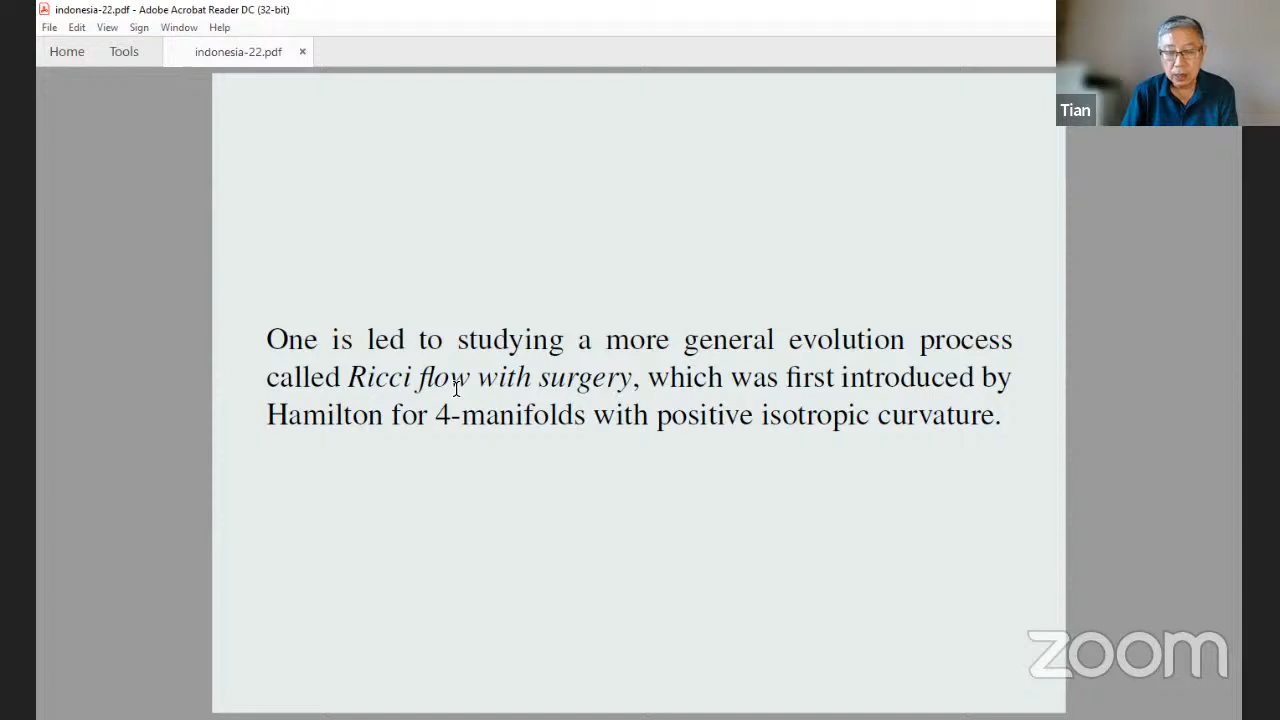 indonesia-22.pdf - Adobe Acrobat Reader DC (32-bit)
File Edit View Sign Window Help
Home Tools indonesia-22.pdf ×
Tian
One is led to studying a more general evolution process
called Ricci flow with surgery, which was first introduced by
Hamilton for 4-manifolds with positive isotropic curvature.
zoom